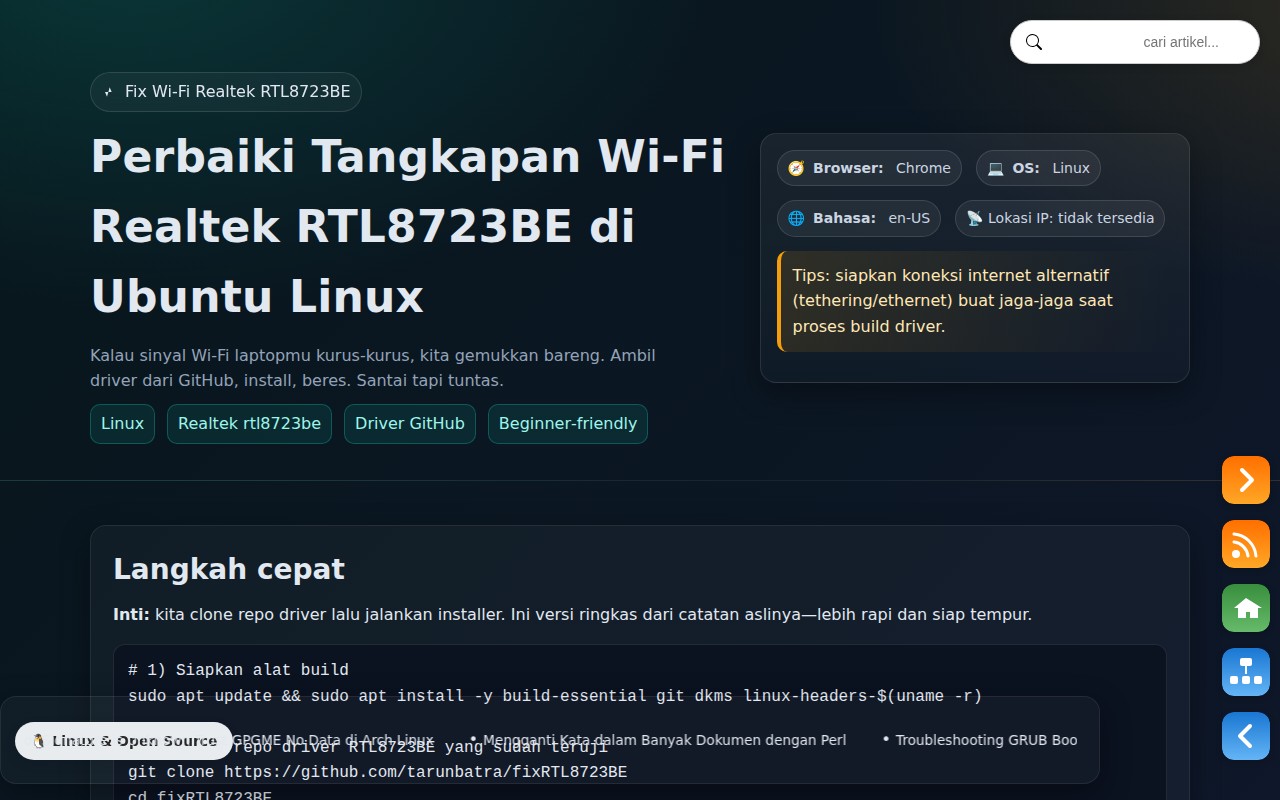 cari artikel...
Fix Wi-Fi Realtek RTL8723BE
Perbaiki Tangkapan Wi-Fi
Realtek RTL8723BE di
Ubuntu Linux
Kalau sinyal Wi-Fi laptopmu kurus-kurus, kita gemukkan bareng. Ambil
driver dari GitHub, install, beres. Santai tapi tuntas.
Linux
Realtek rtl8723be
Driver GitHub
Beginner-friendly
Browser: Chrome
OS: Linux
Bahasa: en-US
Lokasi IP: tidak tersedia
Tips: siapkan koneksi internet alternatif
(tethering/ethernet) buat jaga-jaga saat
proses build driver.
Langkah cepat
Inti: kita clone repo driver lalu jalankan installer. Ini versi ringkas dari catatan aslinya—lebih rapi dan siap tempur.
# 1) Siapkan alat build
sudo apt update && sudo apt install -y build-essential git dkms linux-headers-$(uname -r)
repo driver RTL8723BE yang sudah teruji
git clone https://github.com/tarunbatra/fixRTL8723BE
cd fixRTL8723BE
Linux & Open Source
GPGME No Data di Arch Linux
• Mengganti Kata dalam Banyak Dokumen dengan Perl
• Troubleshooting GRUB Boo